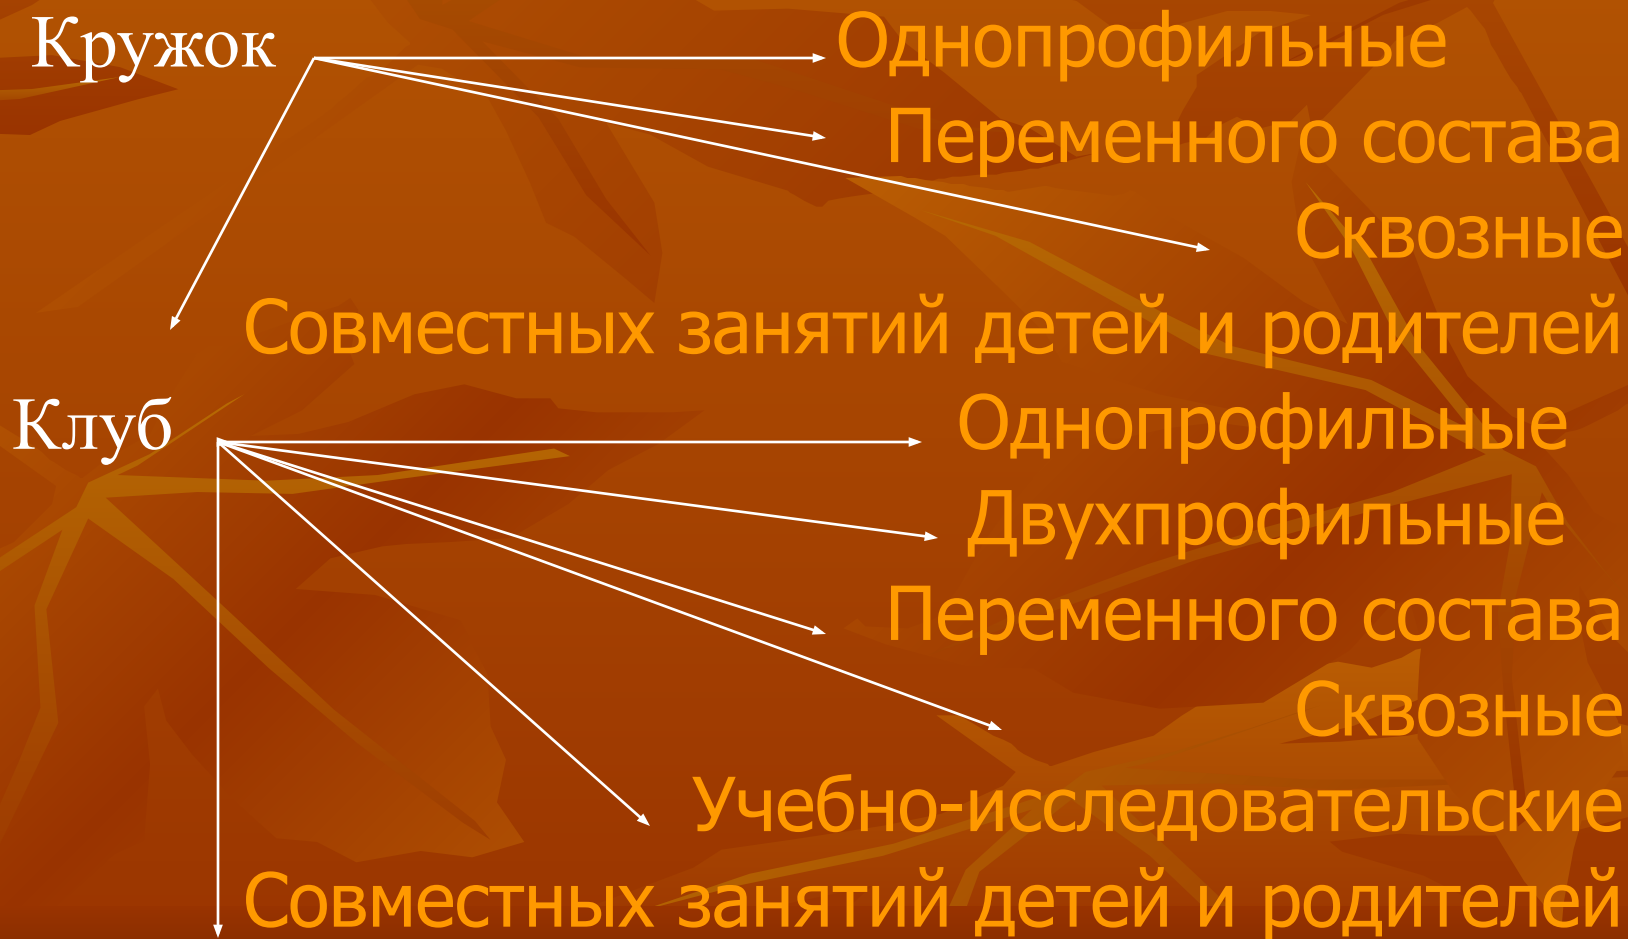 Кружок Однопрофильные
Переменного состава
Сквозные
Совместных занятий детей и родителей
Клуб Однопрофильные
Двухпрофильные
Переменного состава
Сквозные
Учебно-исследовательские
Совместных занятий детей и родителей